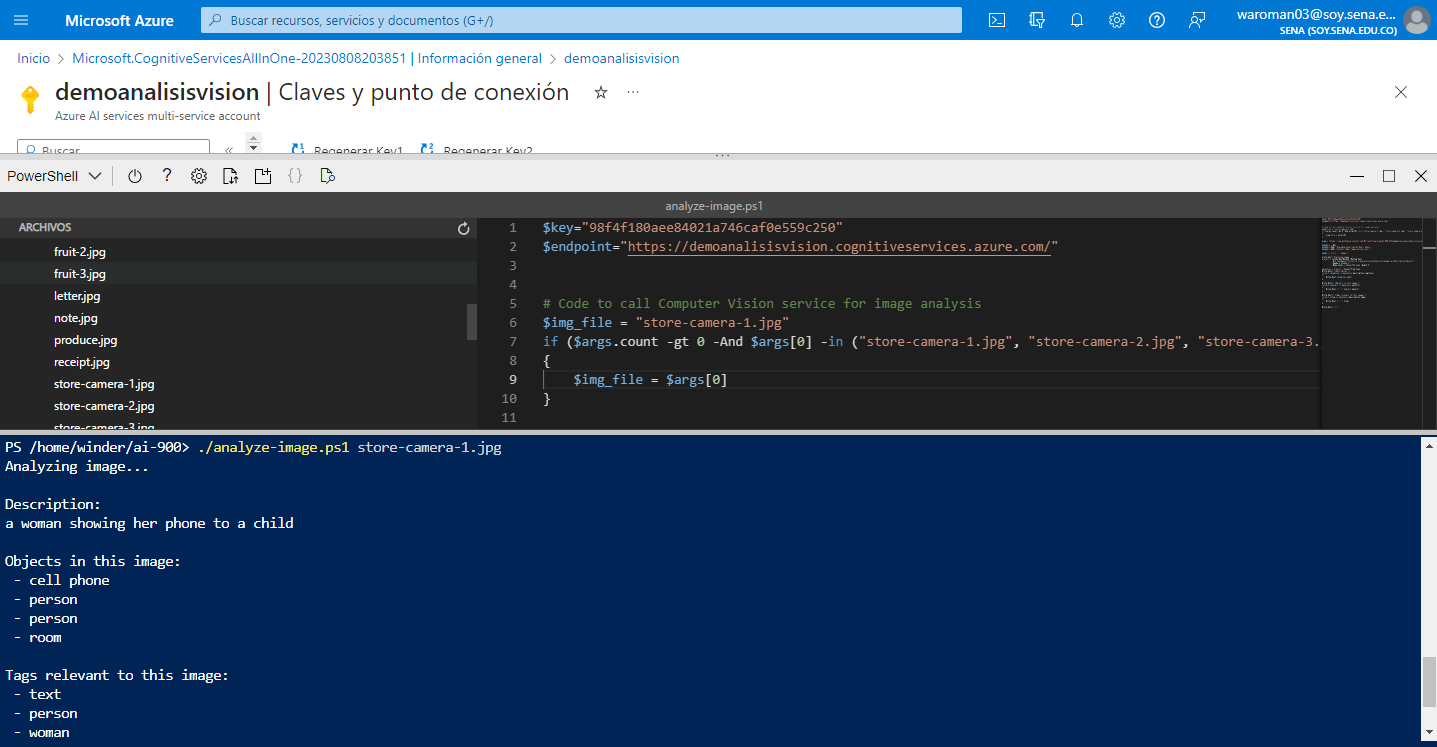 Microsoft Azure
Buscar recursos, servicios y documentos (G+/)
waroman03@soy.sena.e...
SENA (SOY.SENA.EDU.CO)
Inicio > Microsoft.CognitiveServicesAllInOne-20230808203851 | Información general > demoanalisisvision
demoanalisisvision | Claves y punto de conexión
Azure AI services multi-service account
Buscar
Regenerar Key1
Regenerar Key2
PowerShell
analyze-image.ps1
ARCHIVOS
fruit-2.jpg
fruit-3.jpg
letter.jpg
note.jpg
produce.jpg
receipt.jpg
store-camera-1.jpg
store-camera-2.jpg
store-camera-3.jpg
1 $key="98f4f180aee84021a746caf0e559c250"
2 $endpoint="https://demoanalisisvision.cognitiveservices.azure.com/"
3
4
5 # Code to call Computer Vision service for image analysis
6 $img_file = "store-camera-1.jpg"
7 if ($args.count -gt 0 -And $args[0] -in ("store-camera-1.jpg", "store-camera-2.jpg", "store-camera-3.
8 {
9 $img_file = $args[0]
10 }
11
PS /home/winder/ai-900> ./analyze-image.ps1 store-camera-1.jpg
Analyzing image...
Description:
a woman showing her phone to a child
Objects in this image:
- cell phone
- person
- person
- room
Tags relevant to this image:
- text
- person
- woman